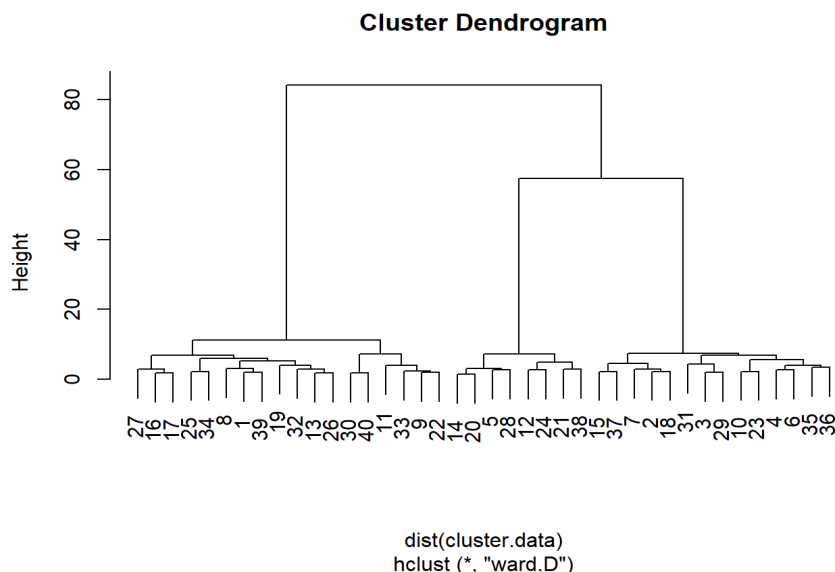 Cluster Dendrogram
Height
80
60
40
20
0
27 16 17 25 34 8 1 39 19 32 13 26 30 40 11 33 9 22 14 20 5 28 12 24 21 38 15 37 7 2 18 31 3 29 10 23 4 6 35 36
dist(cluster.data)
hclust (*, "ward.D")